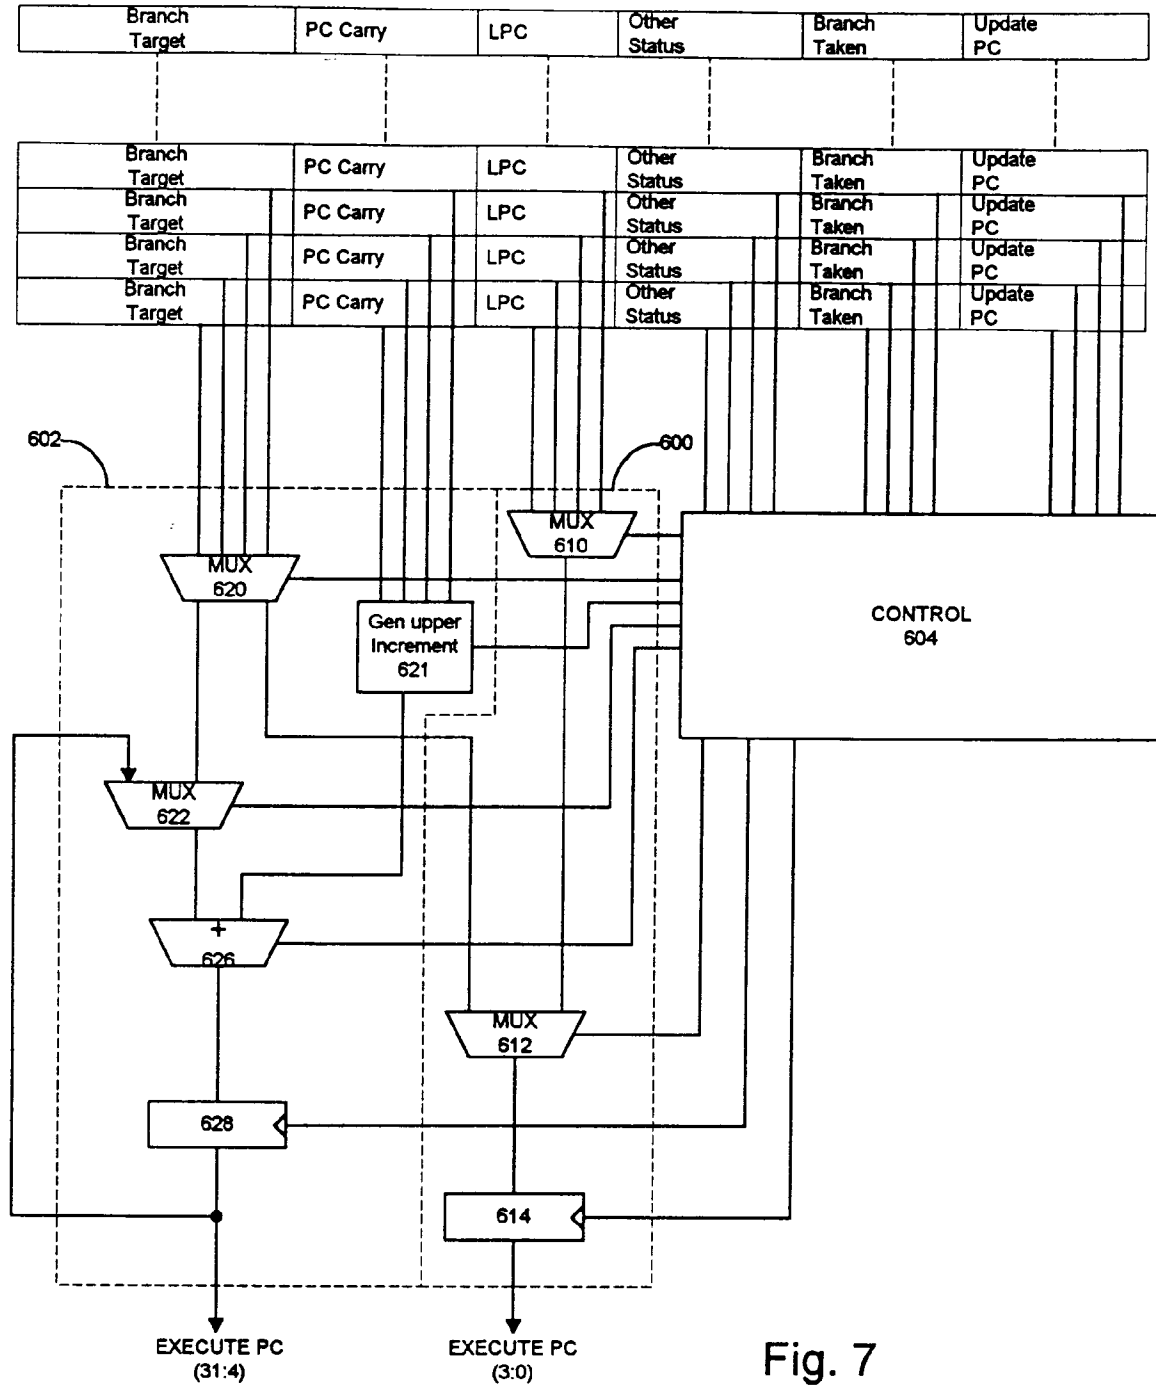 Branch Target PC Carry LPC Other Status Branch Taken Update PC
Branch Target PC Carry LPC Other Status Branch Taken Update PC
Branch Target PC Carry LPC Other Status Branch Taken Update PC
Branch Target PC Carry LPC Other Status Branch Taken Update PC
Branch Target PC Carry LPC Other Status Branch Taken Update PC
602
600
MUX
610
MUX
620
Gen upper
Increment
621
CONTROL
604
MUX
622
+
626
MUX
612
628
614
EXECUTE PC
(31:4)
EXECUTE PC
(3:0)
Fig. 7